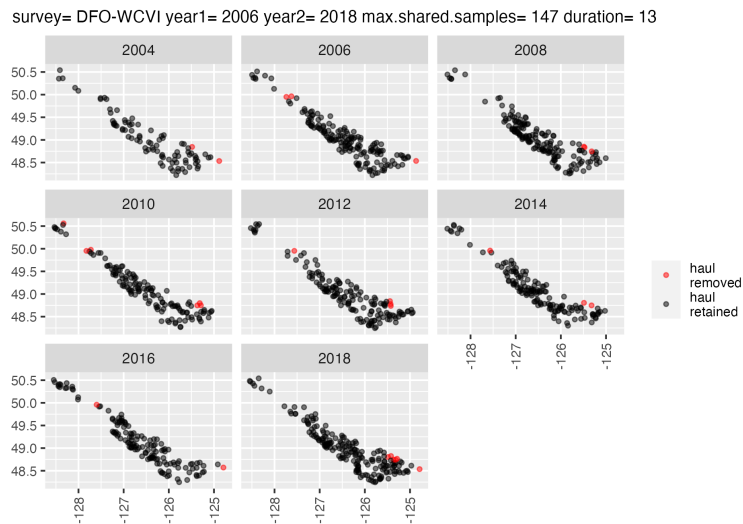 survey= DFO-WCVI year1= 2006 year2= 2018 max.shared.samples= 147 duration= 13
2004 2006 2008
50.5
50.0
49.5
49.0
48.5
2010 2012 2014
50.5
50.0
49.5
49.0
48.5
haul
removed
haul
retained
-128 -127 -126 -125
2016 2018
50.5
50.0
49.5
49.0
48.5
-128 -127 -126 -125 -128 -127 -126 -125